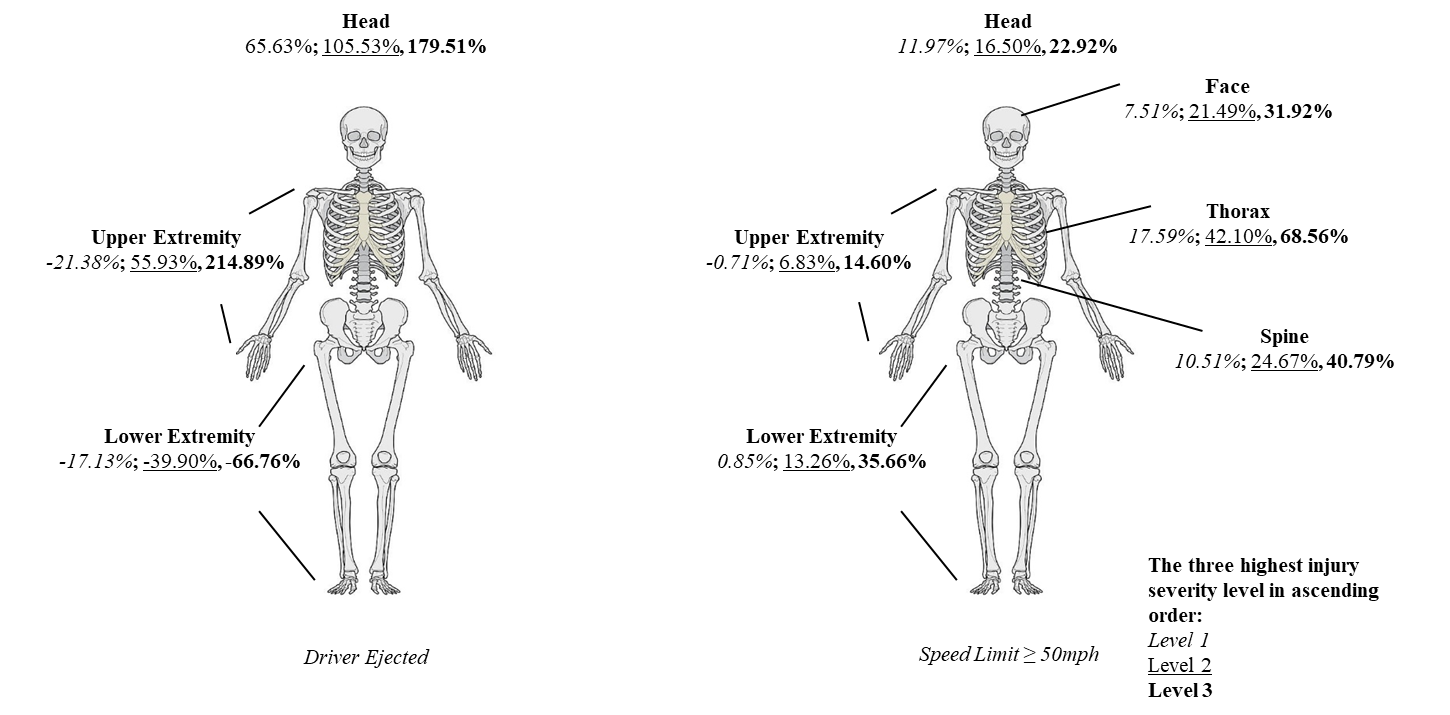 Head
65.63%; 105.53%, 179.51%
Upper Extremity
-21.38%; 55.93%, 214.89%
Lower Extremity
-17.13%; -39.90%, -66.76%
Driver Ejected
Head
11.97%; 16.50%, 22.92%
Face
7.51%; 21.49%, 31.92%
Thorax
17.59%; 42.10%, 68.56%
Upper Extremity
-0.71%; 6.83%, 14.60%
Spine
10.51%; 24.67%, 40.79%
Lower Extremity
0.85%; 13.26%, 35.66%
Speed Limit ≥ 50mph
The three highest injury
severity level in ascending
order:
Level 1
Level 2
Level 3